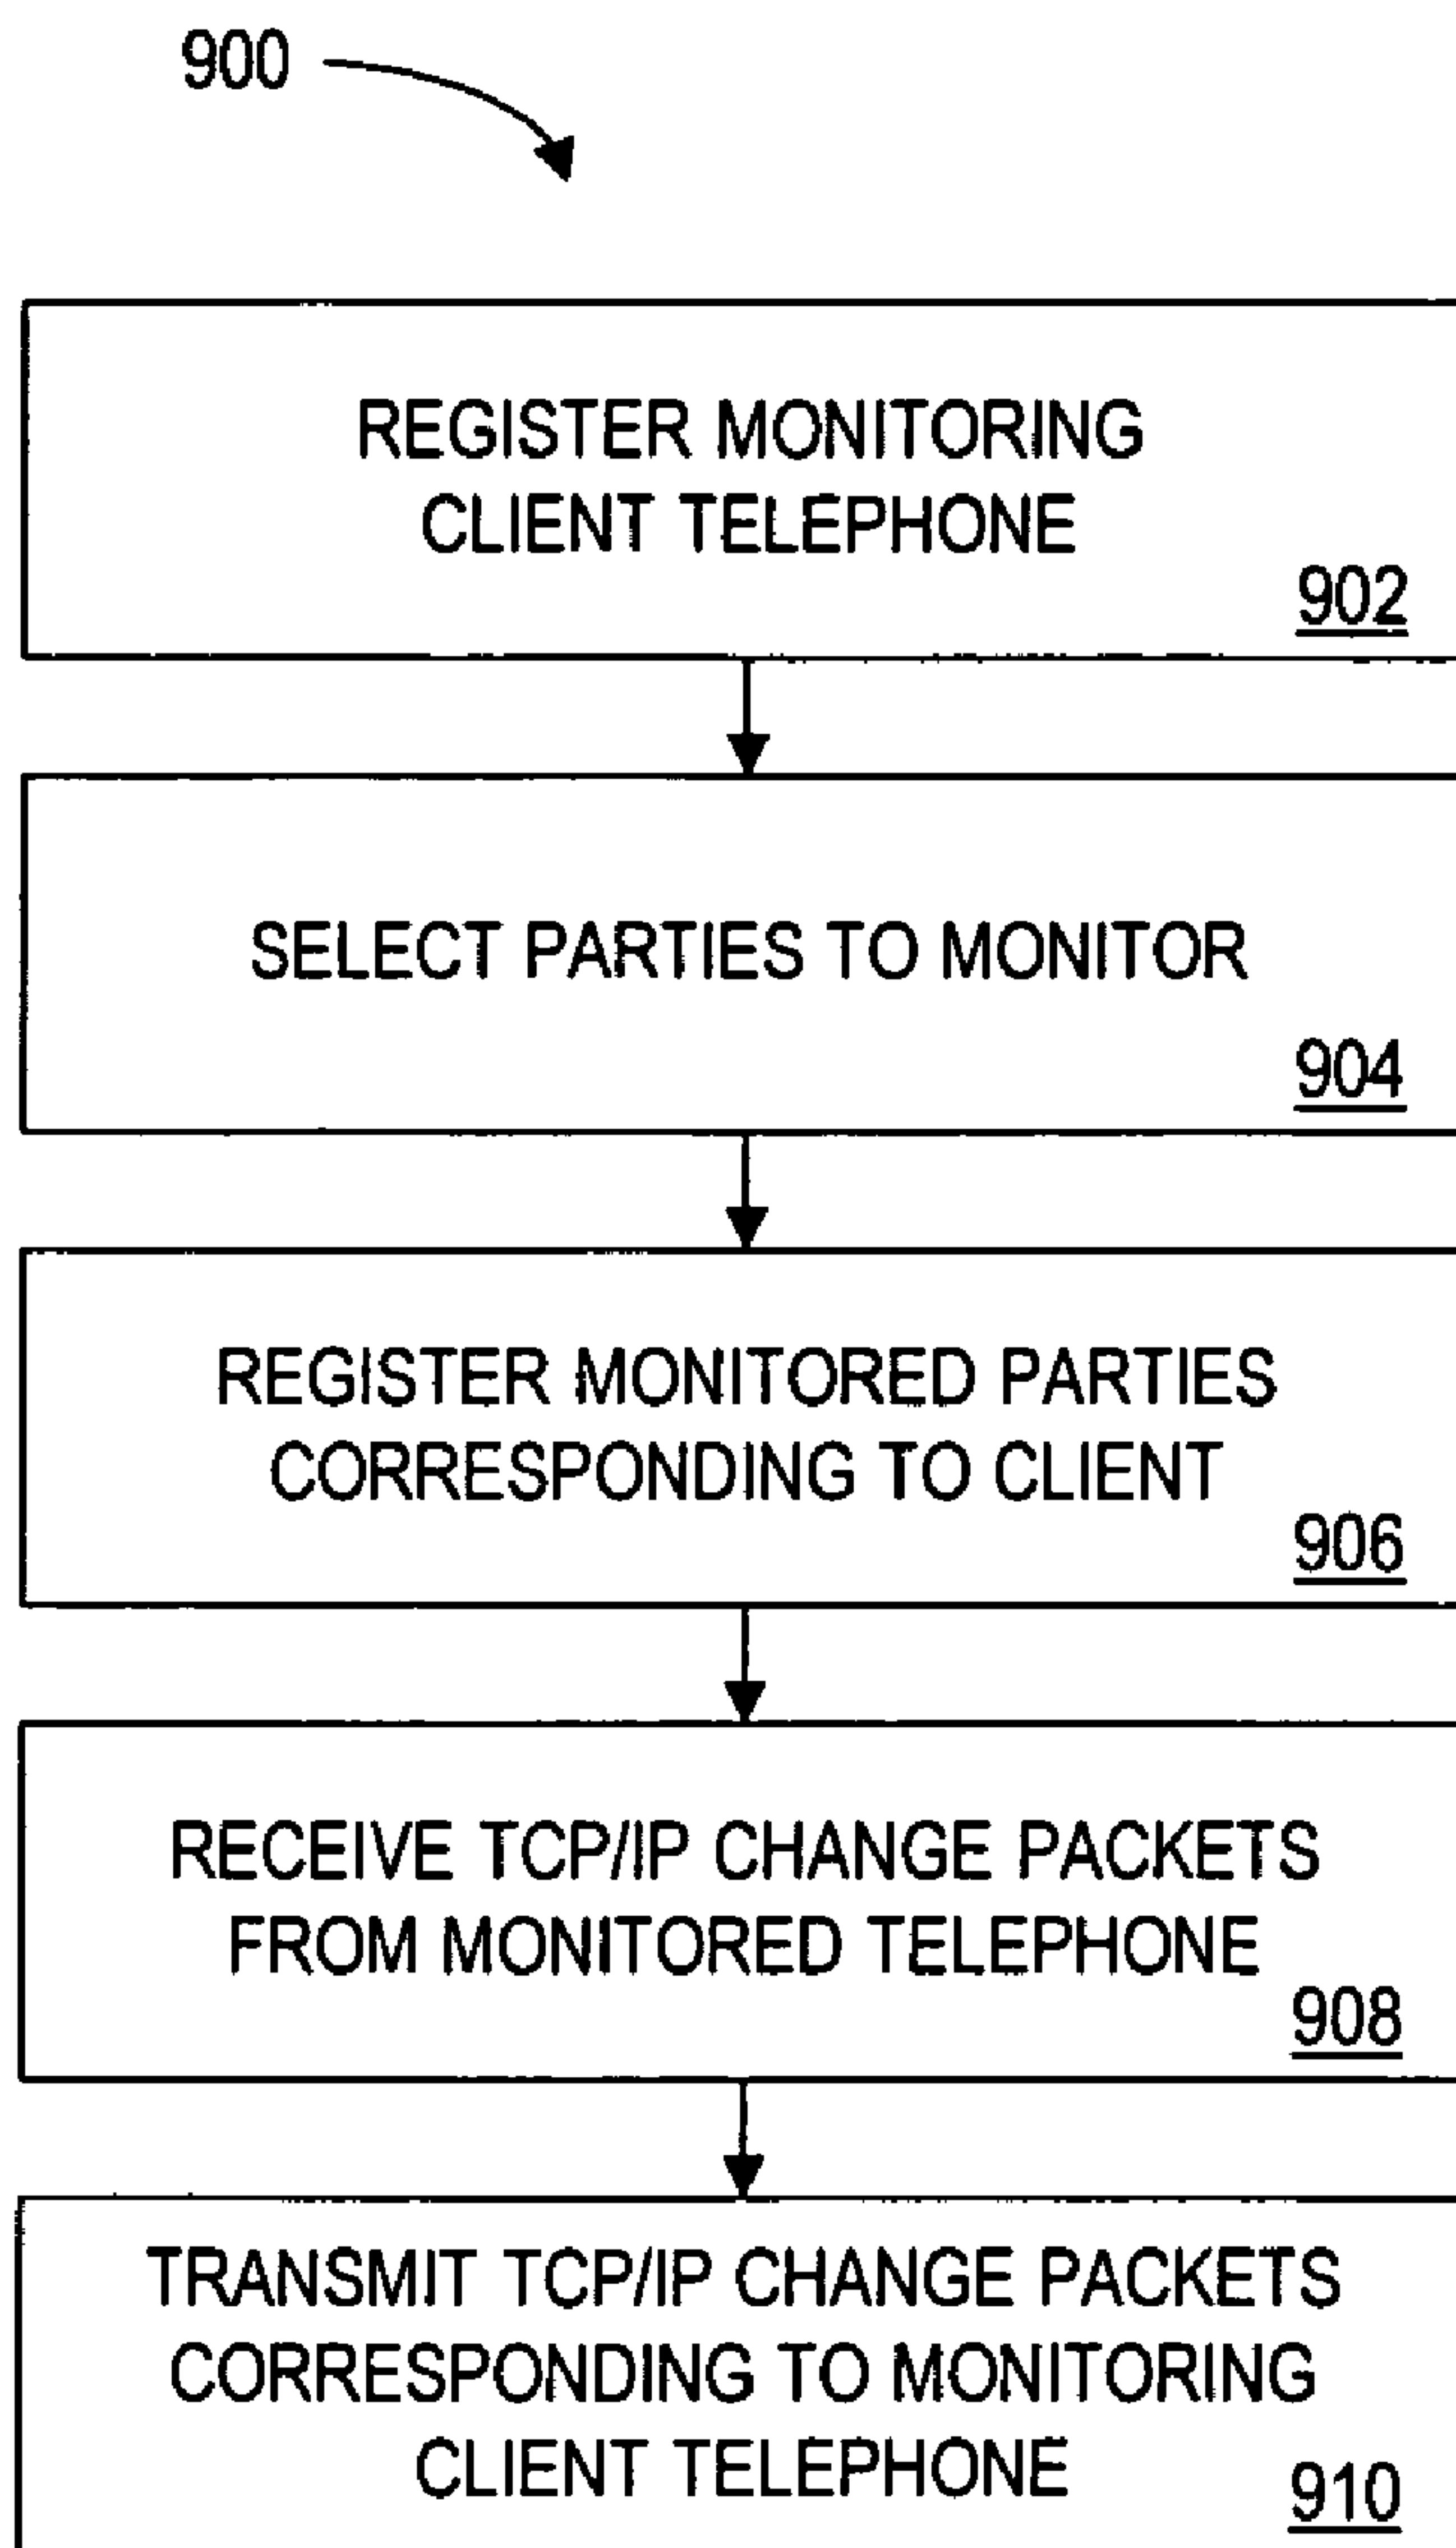 900
REGISTER MONITORING
CLIENT TELEPHONE
902
SELECT PARTIES TO MONITOR
904
REGISTER MONITORED PARTIES
CORRESPONDING TO CLIENT
906
RECEIVE TCP/IP CHANGE PACKETS
FROM MONITORED TELEPHONE
908
TRANSMIT TCP/IP CHANGE PACKETS
CORRESPONDING TO MONITORING
CLIENT TELEPHONE
910